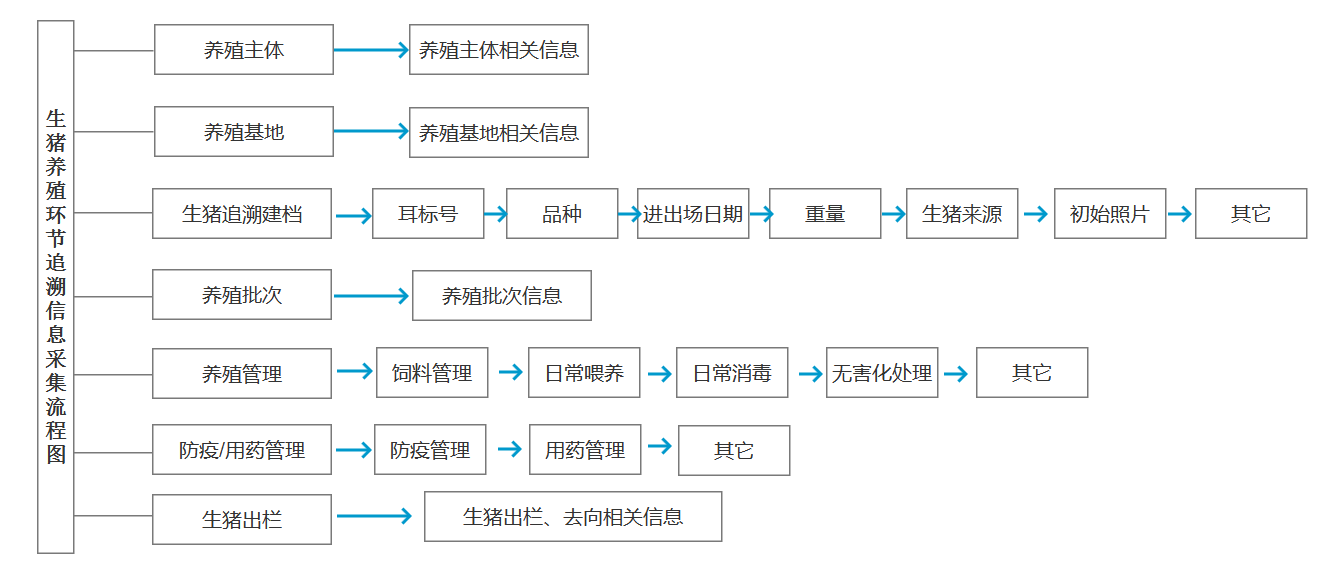 生猪养殖环节追溯信息采集流程图
养殖主体 养殖主体相关信息
养殖基地 养殖基地相关信息
生猪追溯建档 耳标号 品种 进出场日期 重量 生猪来源 初始照片 其它
养殖批次 养殖批次信息
养殖管理 饲料管理 日常喂养 日常消毒 无害化处理 其它
防疫/用药管理 防疫管理 用药管理 其它
生猪出栏 生猪出栏、去向相关信息